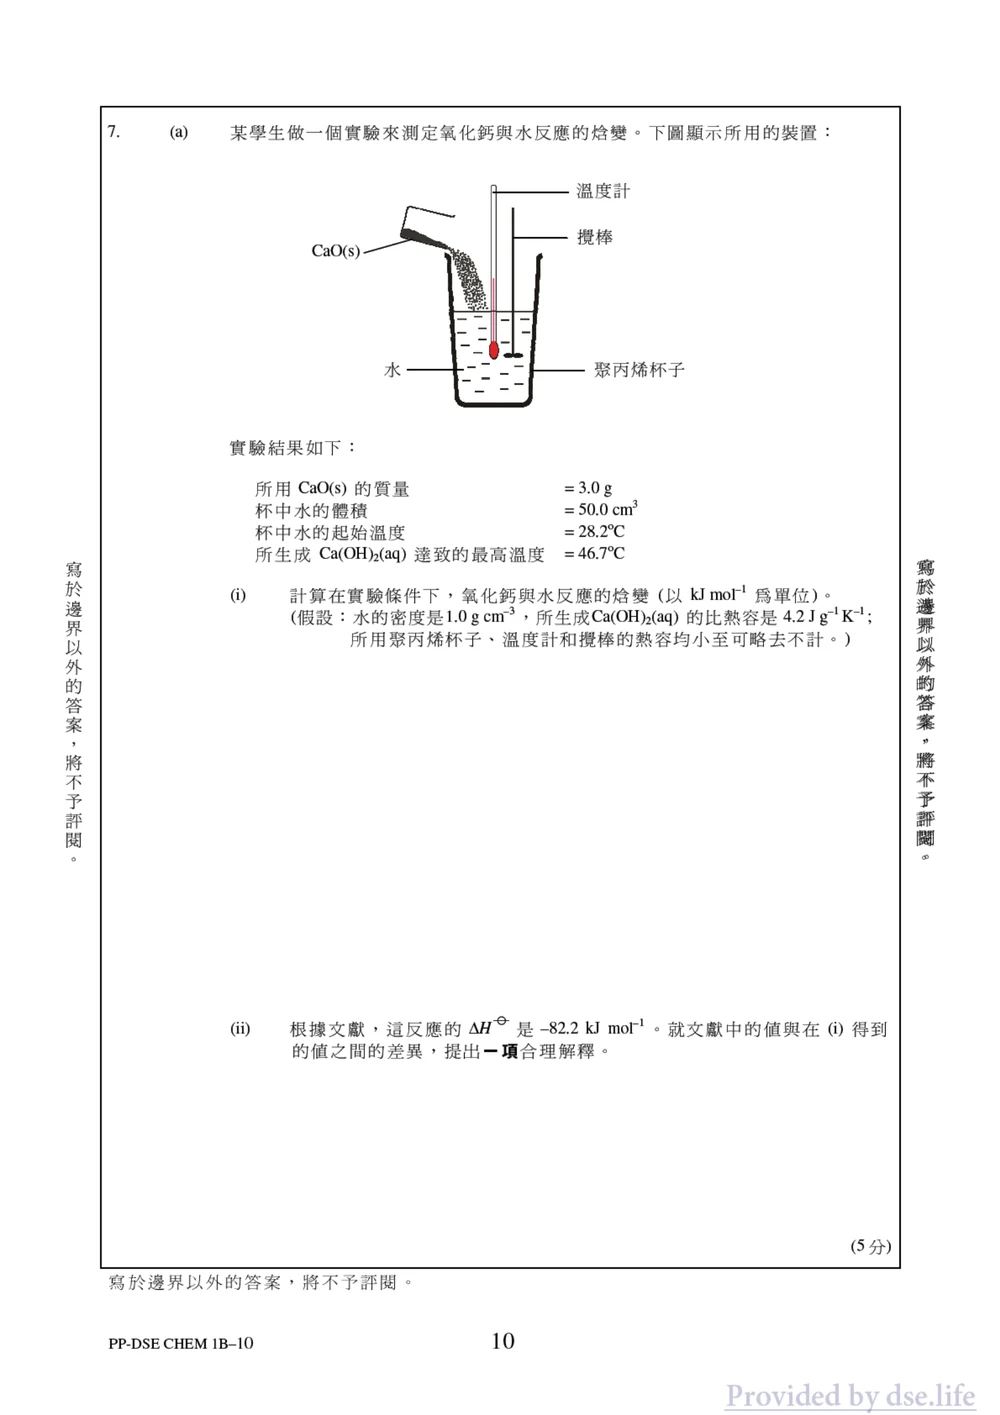 7. (a) 某學生做一個實驗來測定氧化鈣與水反應的焓變。下圖顯示所用的裝置：
溫度計
攪棒
CaO(s)
水
聚丙烯杯子
實驗結果如下：
所用 CaO(s) 的質量 = 3.0 g
杯中水的體積 = 50.0 cm³
杯中水的起始溫度 = 28.2°C
所生成 Ca(OH)₂(aq) 達致的最高溫度 = 46.7°C
(i) 計算在實驗條件下，氧化鈣與水反應的焓變 (以 kJ mol⁻¹ 爲單位)。
(假設：水的密度是1.0 g cm⁻³，所生成Ca(OH)₂(aq) 的比熱容是 4.2 J g⁻¹ K⁻¹;
所用聚丙烯杯子、溫度計和攪棒的熱容均小至可略去不計。)
(ii) 根據文獻，這反應的 ΔH⊖ 是 –82.2 kJ mol⁻¹。就文獻中的值與在 (i) 得到
的值之間的差異，提出一項合理解釋。
(5 分)
寫於邊界以外的答案，將不予評閱。
寫於邊界以外的答案，將不予評閱。
寫於邊界以外的答案，將不予評閱。
PP-DSE CHEM 1B–10
10
Provided by dse.life